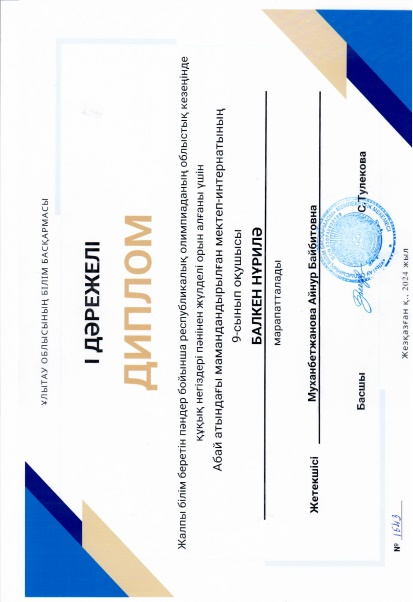 ҰЛЫТАУ ОБЛЫСЫНЫҢ БІЛІМ БАСҚАРМАСЫ
І ДӘРЕЖЕЛІ
ДИПЛОМ
Жалпы білім беретін пәндер бойынша республикалық олимпиаданың облыстық кезеңінде
құқық негіздері пәнінен жүлделі орын алғаны үшін
Абай атындағы мамандандырылған мектеп-интернатының
9-сынып оқушысы
БАЛКЕН НҰРИЛӘ
марапатталады
Жетекшісі Муханбетжанова Айнур Байситовна
Басшы С.Тулекова
№ 1643
Жезқазған қ., 2024 жыл